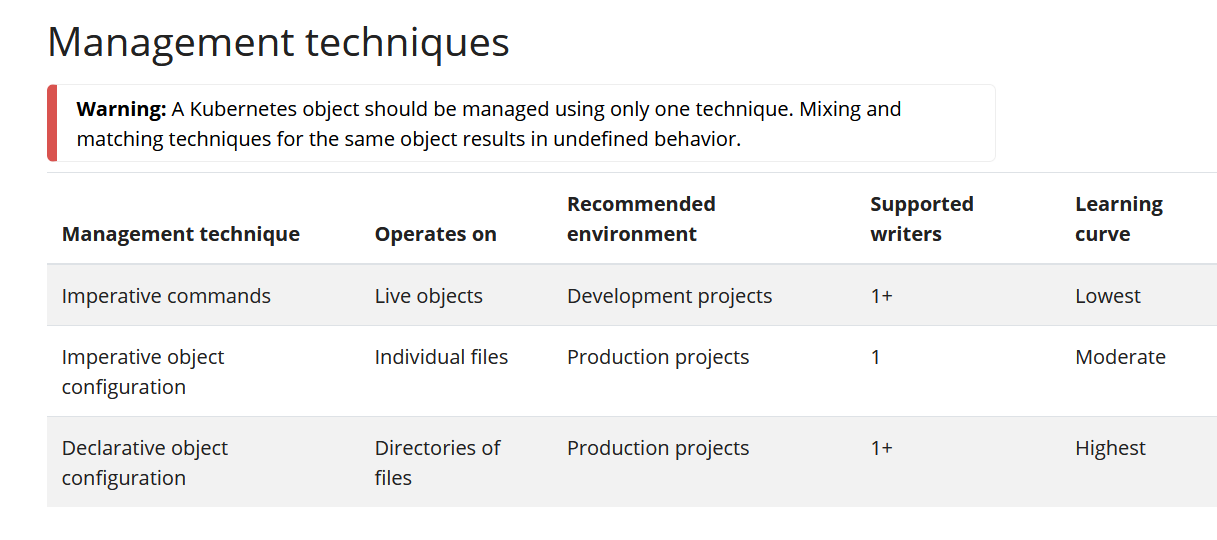 Management techniques
Warning: A Kubernetes object should be managed using only one technique. Mixing and
matching techniques for the same object results in undefined behavior.
Management technique Operates on Recommended environment Supported writers Learning curve
Imperative commands Live objects Development projects 1+ Lowest
Imperative object configuration Individual files Production projects 1 Moderate
Declarative object configuration Directories of files Production projects 1+ Highest